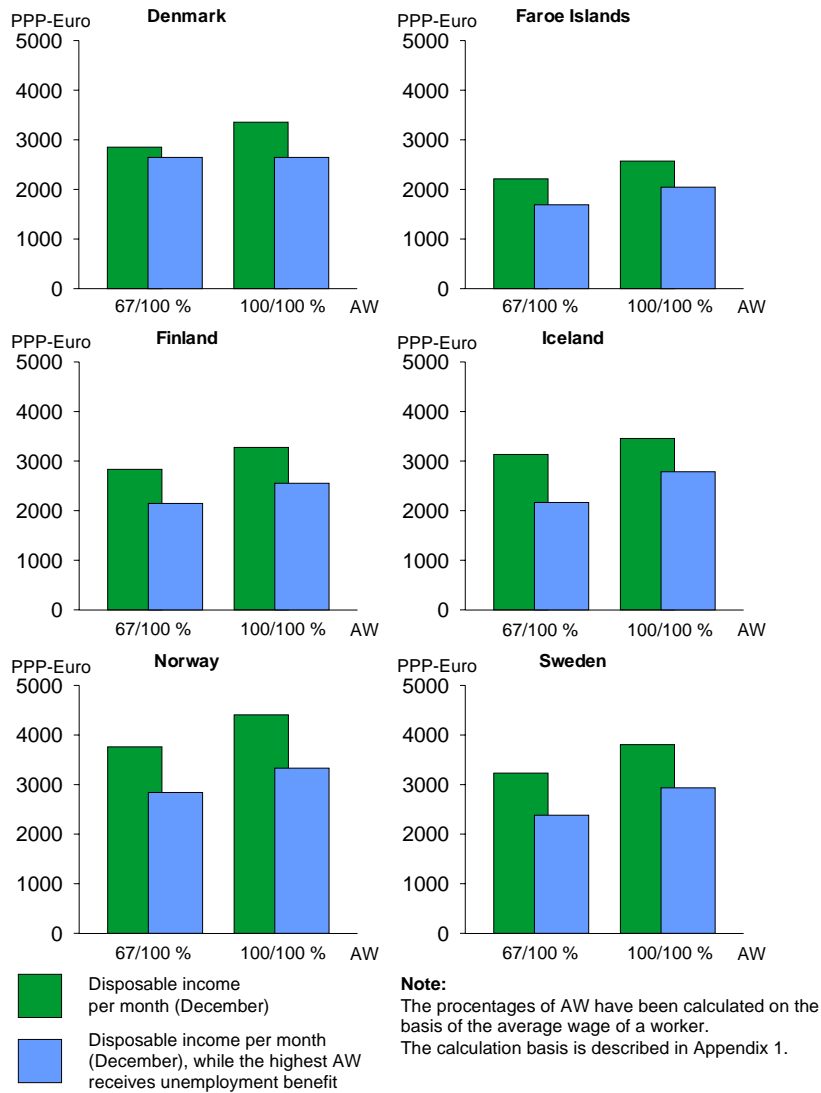 Denmark
PPP-Euro
5000
4000
3000
2000
1000
0
67/100 % 100/100 % AW
Faroe Islands
PPP-Euro
5000
4000
3000
2000
1000
0
67/100 % 100/100 % AW
Finland
PPP-Euro
5000
4000
3000
2000
1000
0
67/100 % 100/100 % AW
Iceland
PPP-Euro
5000
4000
3000
2000
1000
0
67/100 % 100/100 % AW
Norway
PPP-Euro
5000
4000
3000
2000
1000
0
67/100 % 100/100 % AW
Sweden
PPP-Euro
5000
4000
3000
2000
1000
0
67/100 % 100/100 % AW
Disposable income
per month (December)
Disposable income per month
(December), while the highest AW
receives unemployment benefit
Note:
The procentages of AW have been calculated on the
basis of the average wage of a worker.
The calculation basis is described in Appendix 1.